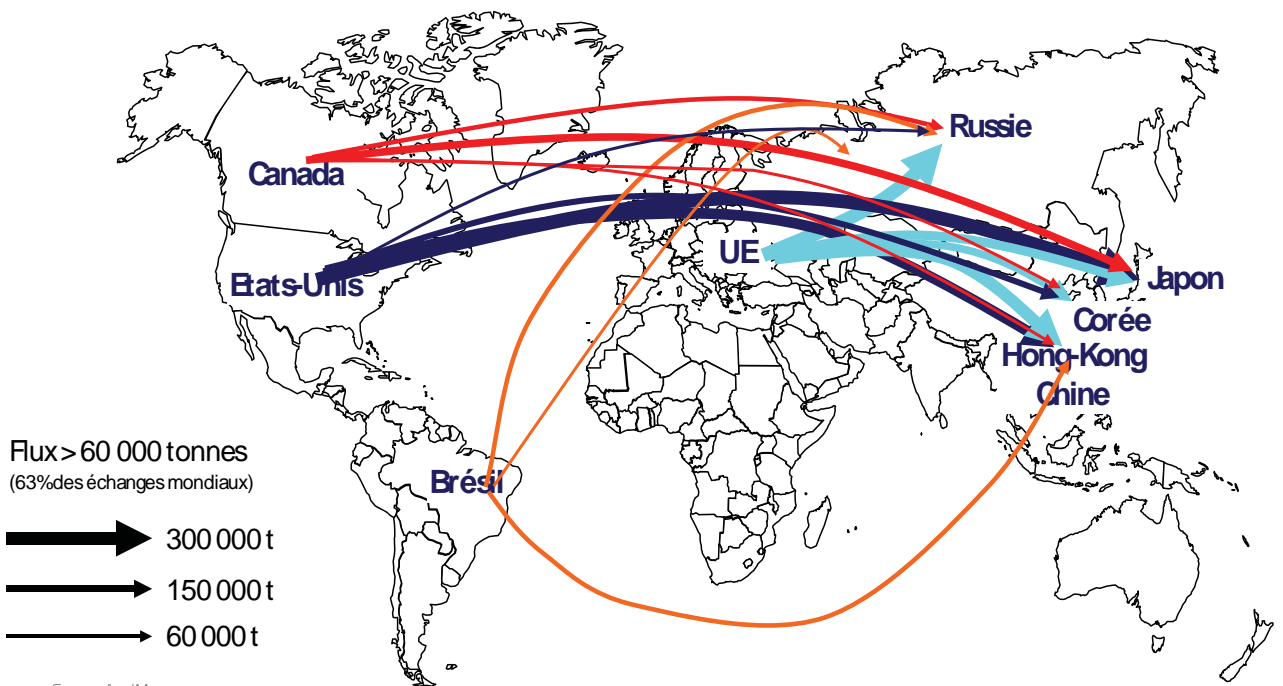 Russie
Canada
UE
Etats-Unis
Japon
Corée
Hong-Kong
Chine
Brésil
Flux > 60 000 tonnes
(63% des échanges mondiaux)
300 000 t
150 000 t
60 000 t